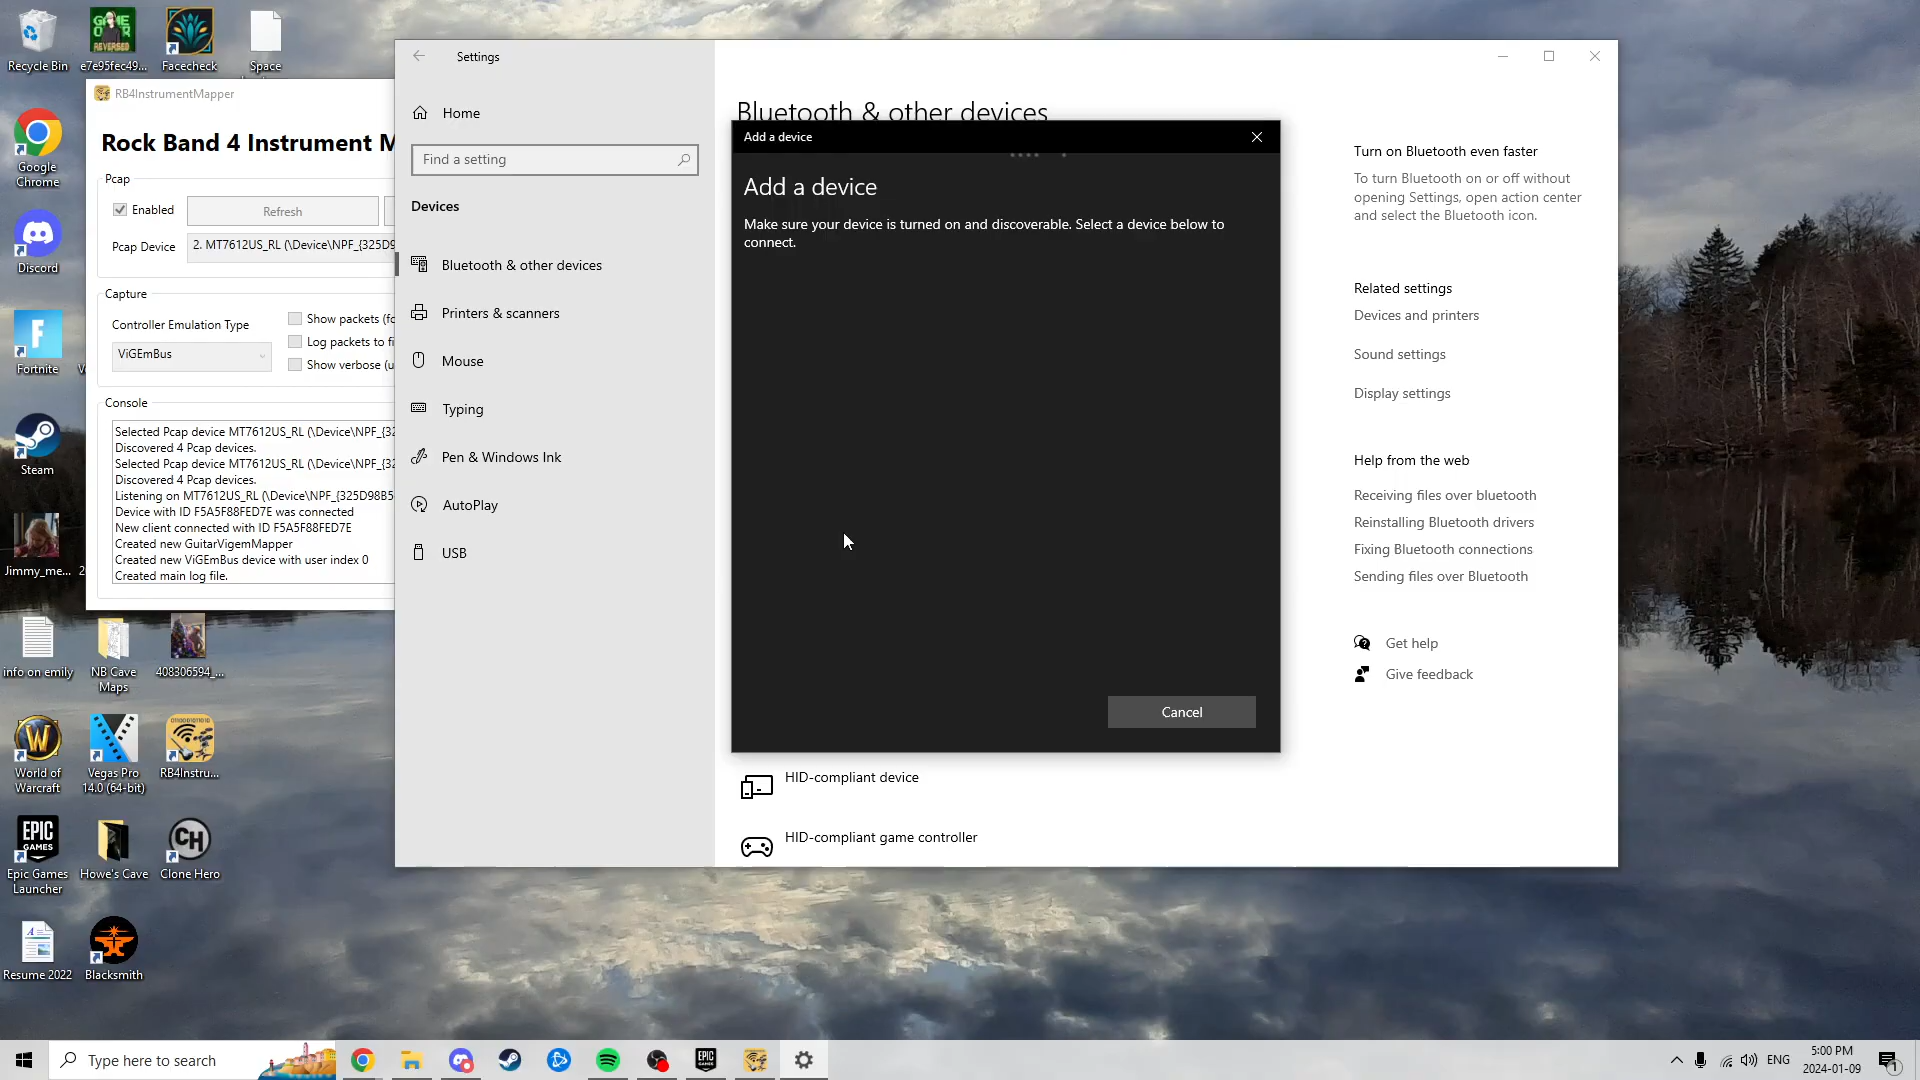 Recycle Bin
e7e95fec49...
Facecheck
Space
Google
Chrome
Discord
Fortnite
Steam
Jimmy_me...
info on emily
NB Cave
Maps
408306594_...
World of
Warcraft
Vegas Pro
14.0 (64-bit)
RB4Instru...
Epic Games
Launcher
Howe's Cave
Clone Hero
Resume 2022
Blacksmith
GAME
OVER
REVERSED
EPIC
GAMES
CH
RB4InstrumentMapper
Rock Band 4 Instrument M
Pcap
Enabled
Refresh
Pcap Device
2. MT7612US_RL (\Device\NPF_{325D9
Capture
Controller Emulation Type
ViGEmBus
Show packets (fo
Log packets to fi
Show verbose (u
Console
Selected Pcap device MT7612US_RL (\Device\NPF_{32
Discovered 4 Pcap devices.
Selected Pcap device MT7612US_RL (\Device\NPF_{32
Discovered 4 Pcap devices.
Listening on MT7612US_RL (\Device\NPF_{325D98B5
Device with ID F5A5F88FED7E was connected
New client connected with ID F5A5F88FED7E
Created new GuitarVigemMapper
Created new ViGEmBus device with user index 0
Created main log file.
Settings
Home
Find a setting
Devices
Bluetooth & other devices
Printers & scanners
Mouse
Typing
Pen & Windows Ink
AutoPlay
USB
Bluetooth & other devices
Add a device
Add a device
Make sure your device is turned on and discoverable. Select a device below to
connect.
Cancel
HID-compliant device
HID-compliant game controller
Turn on Bluetooth even faster
To turn Bluetooth on or off without
opening Settings, open action center
and select the Bluetooth icon.
Related settings
Devices and printers
Sound settings
Display settings
Help from the web
Receiving files over bluetooth
Reinstalling Bluetooth drivers
Fixing Bluetooth connections
Sending files over Bluetooth
Get help
Give feedback
Type here to search
ENG
5:00 PM
2024-01-09
1